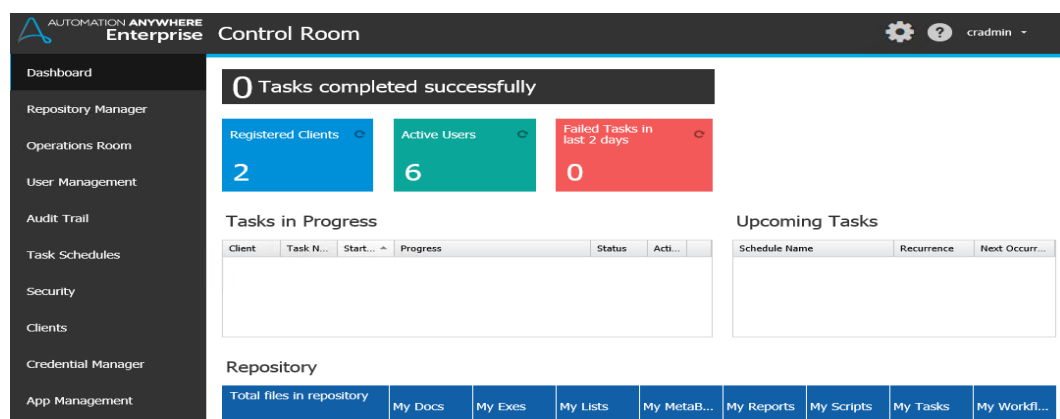 AUTOMATION ANYWHERE
Enterprise
Control Room
cradmin
Dashboard
Repository Manager
Operations Room
User Management
Audit Trail
Task Schedules
Security
Clients
Credential Manager
App Management
0 Tasks completed successfully
Registered Clients
2
Active Users
6
Failed Tasks in
last 2 days
0
Tasks in Progress
Client Task N... Start... Progress Status Acti...
Upcoming Tasks
Schedule Name Recurrence Next Occurr...
Repository
Total files in repository
My Docs My Exes My Lists My MetaB... My Reports My Scripts My Tasks My Workfl...